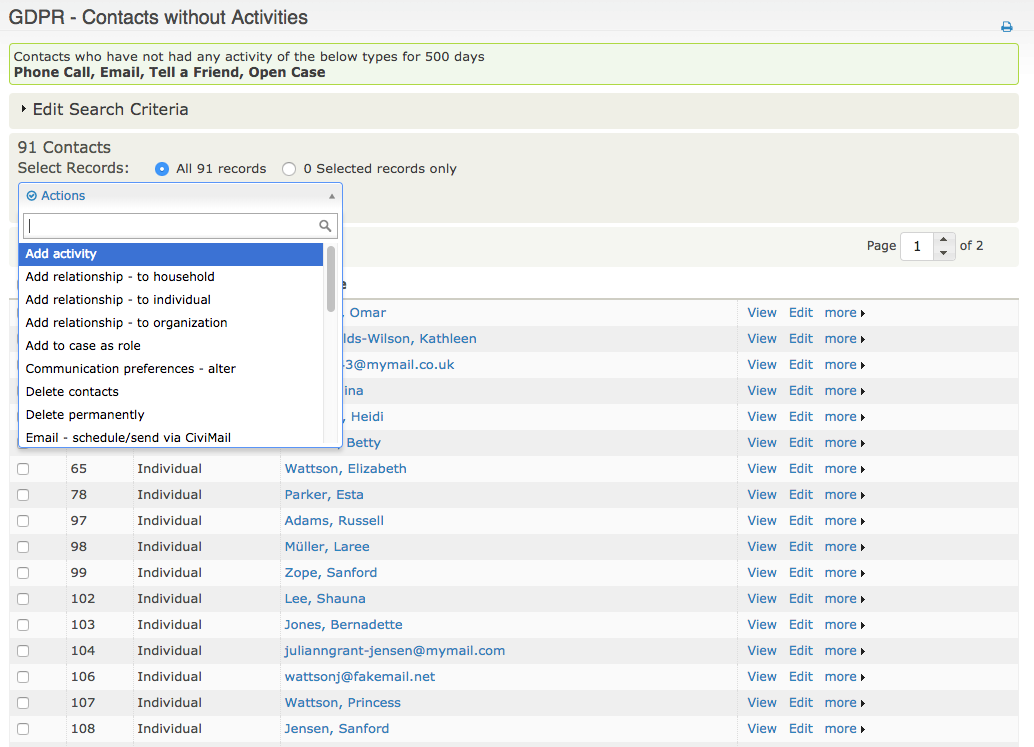 GDPR - Contacts without Activities
Contacts who have not had any activity of the below types for 500 days
Phone Call, Email, Tell a Friend, Open Case
Edit Search Criteria
91 Contacts
Select Records: All 91 records 0 Selected records only
Actions
Page 1 of 2
Add activity
Add relationship - to household
Add relationship - to individual
Add relationship - to organization
Add to case as role
Communication preferences - alter
Delete contacts
Delete permanently
Email - schedule/send via CiviMail
Omar View Edit more
lds-Wilson, Kathleen View Edit more
3@mymail.co.uk View Edit more
ina View Edit more
Heidi View Edit more
Betty View Edit more
65 Individual Wattson, Elizabeth View Edit more
78 Individual Parker, Esta View Edit more
97 Individual Adams, Russell View Edit more
98 Individual Müller, Laree View Edit more
99 Individual Zope, Sanford View Edit more
102 Individual Lee, Shauna View Edit more
103 Individual Jones, Bernadette View Edit more
104 Individual julianngrant-jensen@mymail.com View Edit more
106 Individual wattsonj@fakemail.net View Edit more
107 Individual Wattson, Princess View Edit more
108 Individual Jensen, Sanford View Edit more